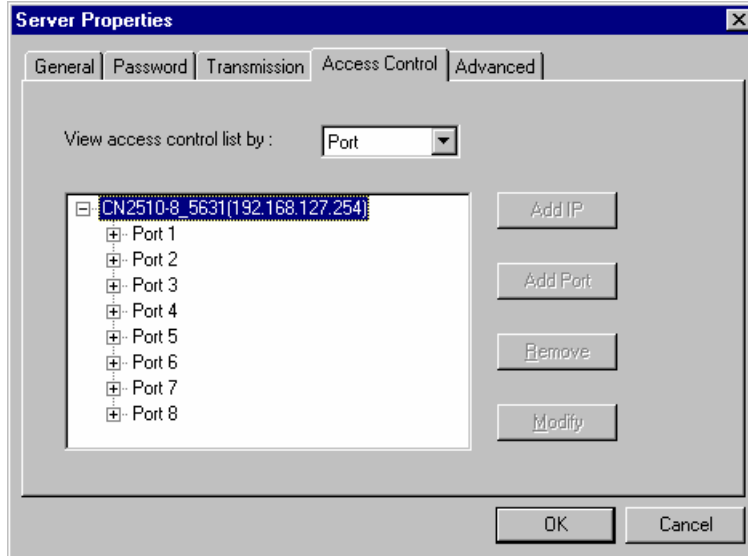 Server Properties
General Password Transmission Access Control Advanced
View access control list by : Port
CN2510-8_5631(192.168.127.254)
Port 1
Port 2
Port 3
Port 4
Port 5
Port 6
Port 7
Port 8
Add IP
Add Port
Remove
Modify
OK Cancel